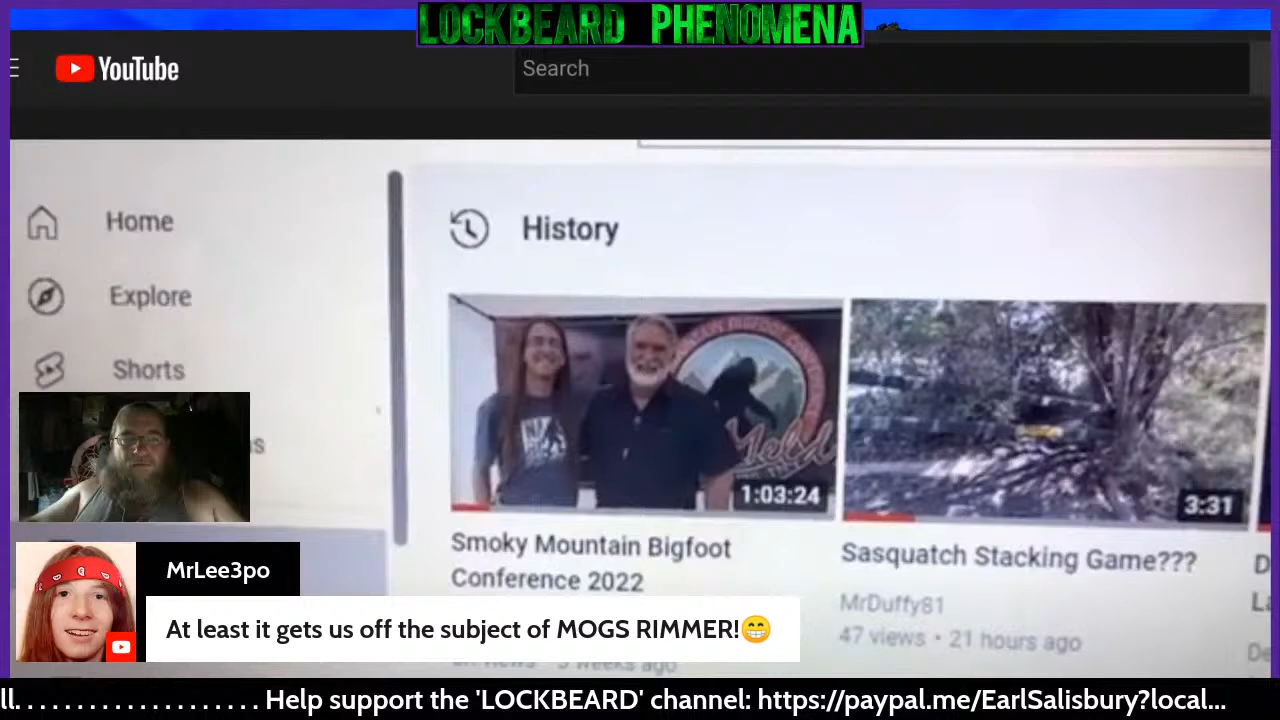 LOCKBEARD PHENOMENA
YouTube
Search
Home
History
Explore
Shorts
1:03:24
3:31
Smoky Mountain Bigfoot
Conference 2022
Sasquatch Stacking Game???
MrDuffy81
47 views • 21 hours ago
MrLee3po
At least it gets us off the subject of MOGS RIMMER!😁
ll. . . . . . . . . . . . . . . . . . . . Help support the 'LOCKBEARD' channel: https://paypal.me/EarlSalisbury?local...